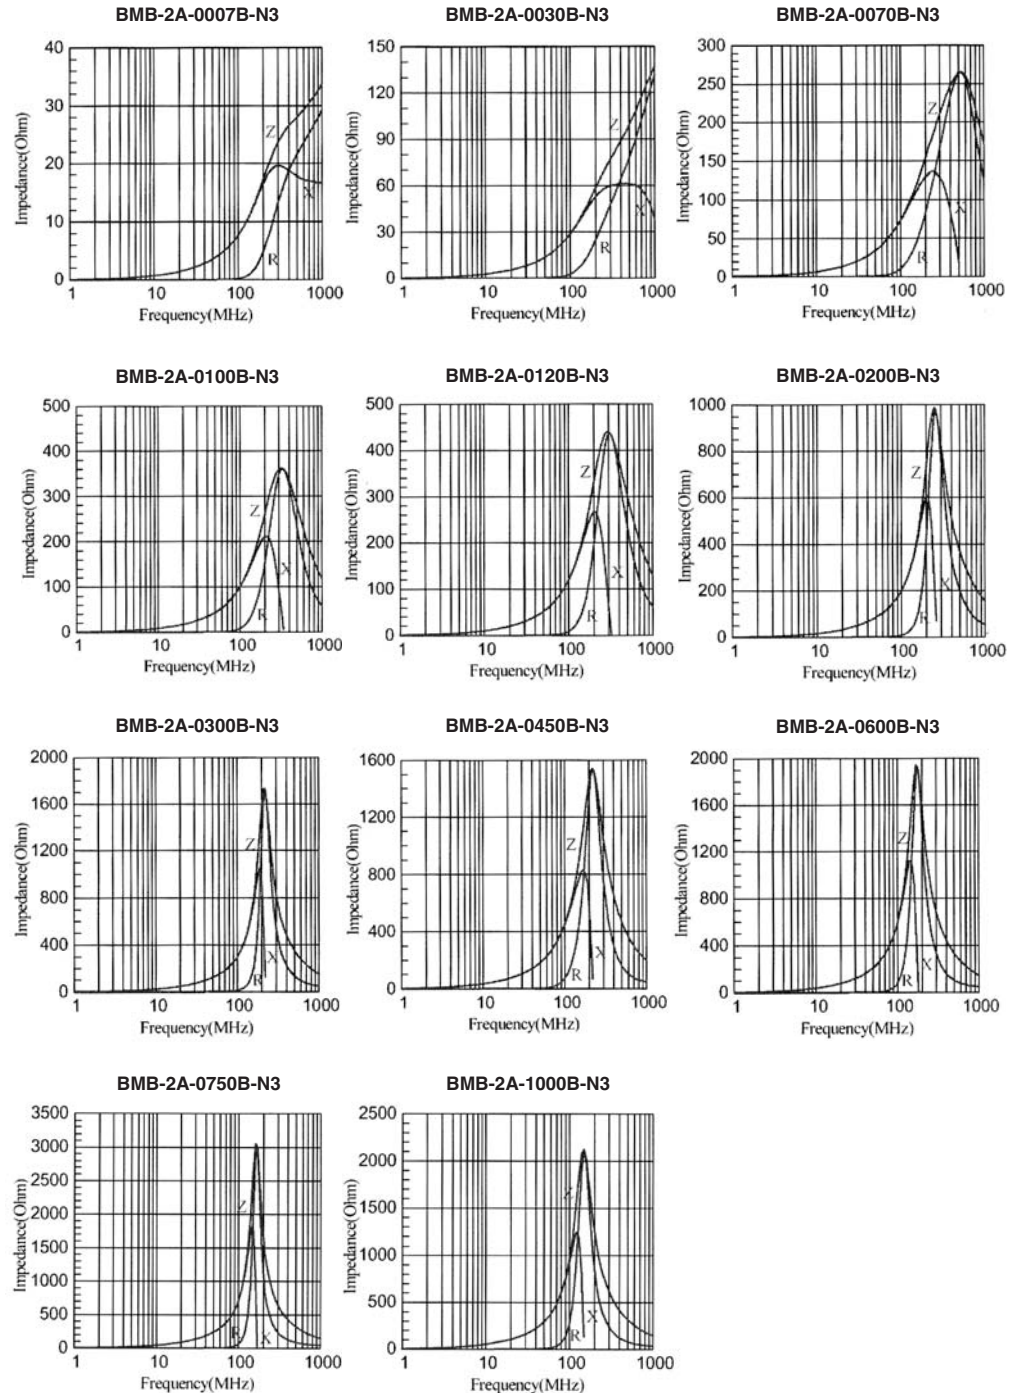 BMB-2A-0007B-N3
BMB-2A-0030B-N3
BMB-2A-0070B-N3
Impedance(Ohm)
40
30
20
10
0
Z
X
R
1
10
100
1000
Frequency(MHz)
Impedance(Ohm)
150
120
90
60
30
0
Z
X
R
1
10
100
1000
Frequency(MHz)
Impedance(Ohm)
300
250
200
150
100
50
0
Z
X
R
1
10
100
1000
Frequency(MHz)
BMB-2A-0100B-N3
BMB-2A-0120B-N3
BMB-2A-0200B-N3
Impedance(Ohm)
500
400
300
200
100
0
Z
X
R
1
10
100
1000
Frequency(MHz)
Impedance(Ohm)
500
400
300
200
100
0
Z
X
R
1
10
100
1000
Frequency(MHz)
Impedance(Ohm)
1000
800
600
400
200
0
Z
X
R
1
10
100
1000
Frequency(MHz)
BMB-2A-0300B-N3
BMB-2A-0450B-N3
BMB-2A-0600B-N3
Impedance(Ohm)
2000
1600
1200
800
400
0
Z
X
R
1
10
100
1000
Frequency(MHz)
Impedance(Ohm)
1600
1200
800
400
0
Z
X
R
1
10
100
1000
Frequency(MHz)
Impedance(Ohm)
2000
1600
1200
800
400
0
Z
X
R
1
10
100
1000
Frequency(MHz)
BMB-2A-0750B-N3
BMB-2A-1000B-N3
Impedance(Ohm)
3500
3000
2500
2000
1500
1000
500
0
Z
R
X
1
10
100
1000
Frequency(MHz)
Impedance(Ohm)
2500
2000
1500
1000
500
0
Z
X
R
1
10
100
1000
Frequency(MHz)